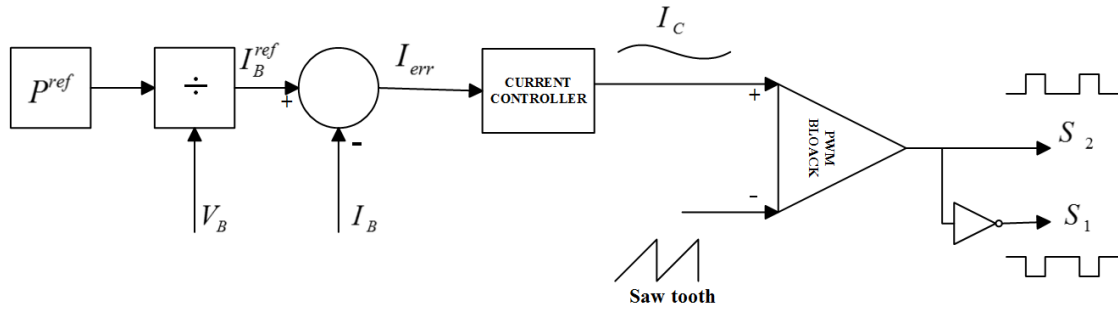 P^ref
÷
V_B
I_B^ref
+
-
I_B
I_err
CURRENT
CONTROLLER
I_C
+
-
PWM
BLOACK
Saw tooth
S_2
S_1